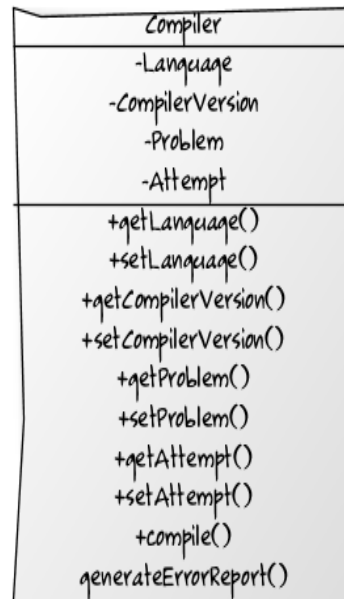 Compiler
-Language
-CompilerVersion
-Problem
-Attempt
+getLanguage()
+setLanguage()
+getCompilerVersion()
+setCompilerVersion()
+getProblem()
+setProblem()
+getAttempt()
+setAttempt()
+compile()
generateErrorReport()